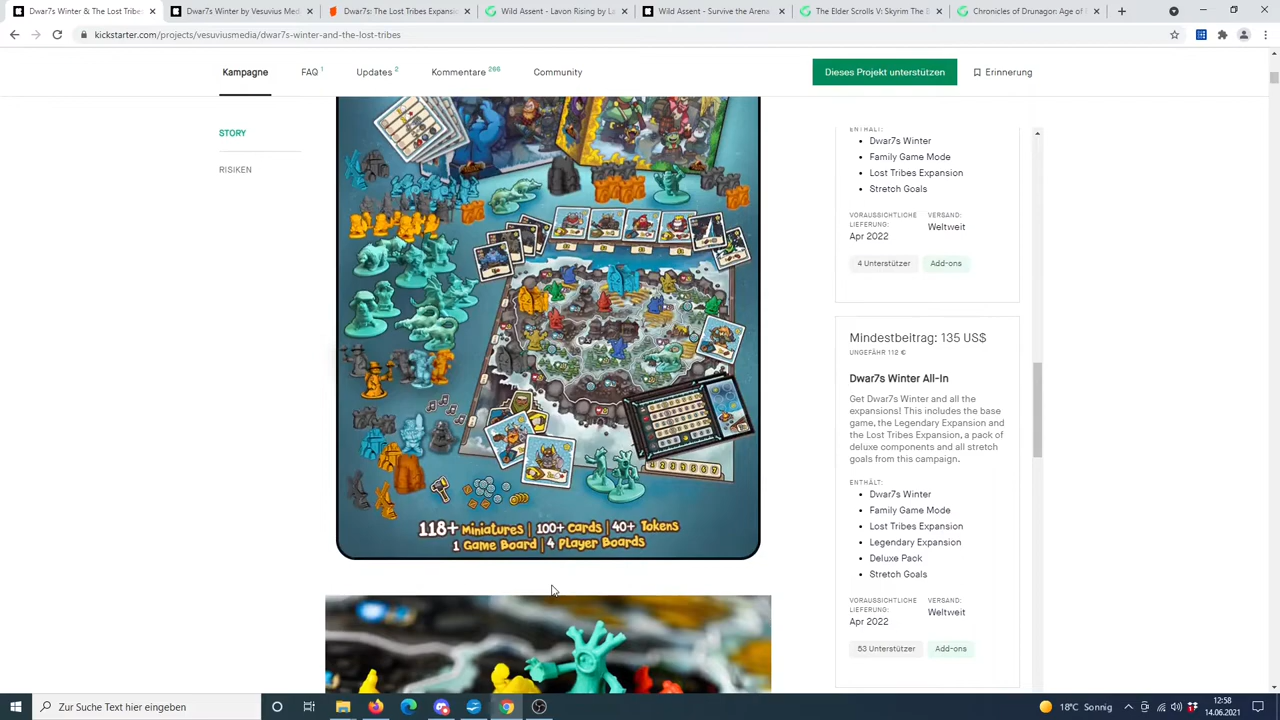 Dwar7s Winter & The Lost Tribes
Dwar7s Winter by Vesuvius Med
Dwar7s: The Lost Tribes Expansi
Wild Assent - Lavon Rising by L
Wild Assent - Survive the Arena
The Elder Scrolls V: Skyrim The
Chronicles of Drunagor: Age of
kickstarter.com/projects/vesuviusmedia/dwar7s-winter-and-the-lost-tribes
Kampagne
FAQ 1
Updates 2
Kommentare 266
Community
Dieses Projekt unterstützen
Erinnerung
STORY
RISIKEN
118+ Miniatures | 100+ Cards | 40+ Tokens
1 Game Board | 4 Player Boards
ENTHÄLT:
Dwar7s Winter
Family Game Mode
Lost Tribes Expansion
Stretch Goals
VORAUSSICHTLICHE
LIEFERUNG:
Apr 2022
VERSAND:
Weltweit
4 Unterstützer
Add-ons
Mindestbeitrag: 135 US$
UNGEFÄHR 112 €
Dwar7s Winter All-In
Get Dwar7s Winter and all the
expansions! This includes the base
game, the Legendary Expansion and
the Lost Tribes Expansion, a pack of
deluxe components and all stretch
goals from this campaign.
ENTHÄLT:
Dwar7s Winter
Family Game Mode
Lost Tribes Expansion
Legendary Expansion
Deluxe Pack
Stretch Goals
VORAUSSICHTLICHE
LIEFERUNG:
Apr 2022
VERSAND:
Weltweit
53 Unterstützer
Add-ons
Zur Suche Text hier eingeben
18°C Sonnig
12:58
14.06.2021